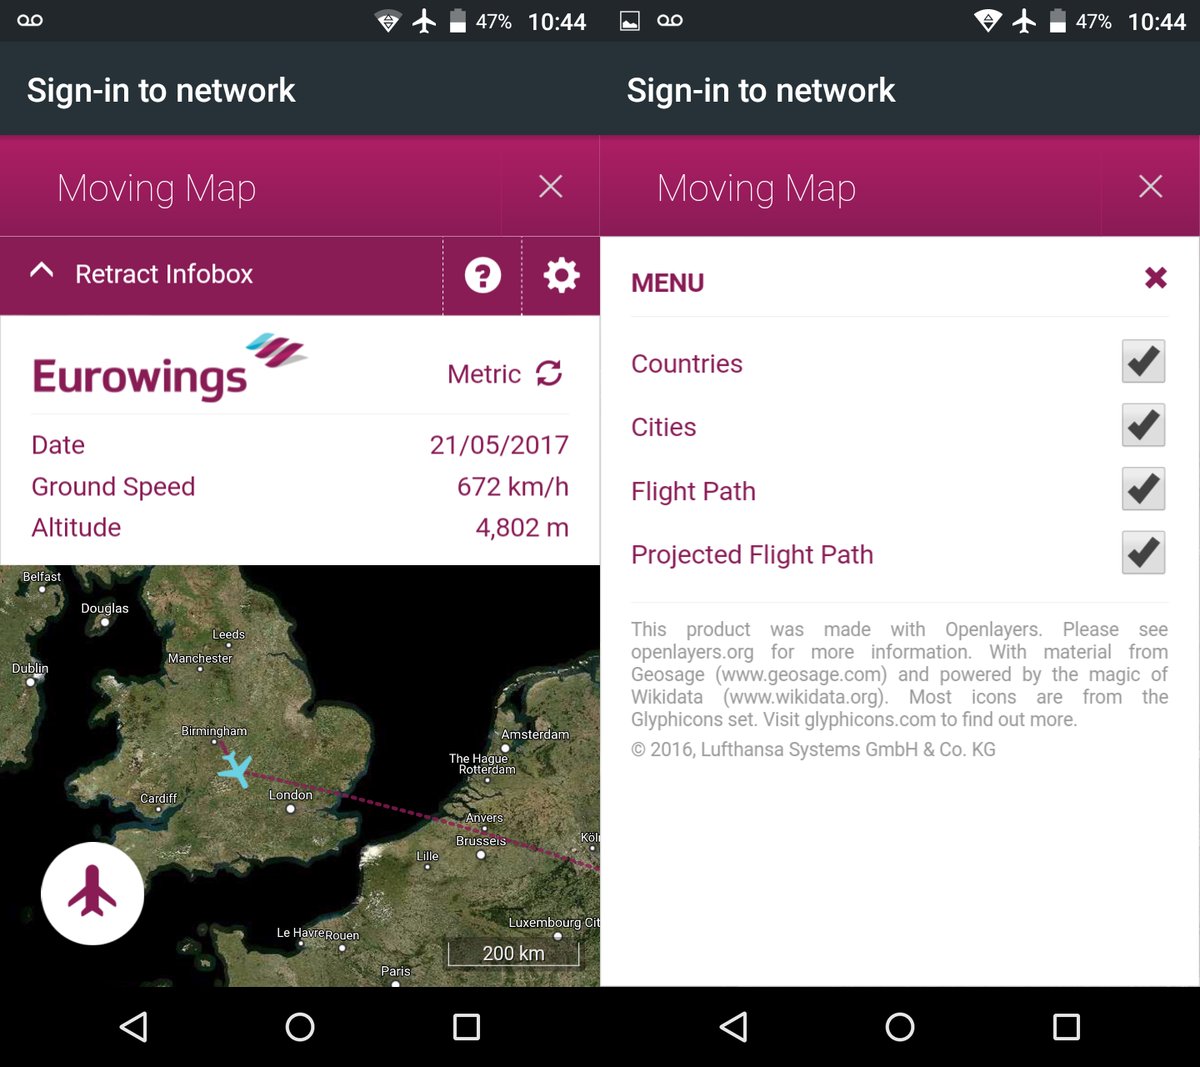 47% 10:44
Sign-in to network
Moving Map
Retract Infobox
Eurowings
Metric
Date 21/05/2017
Ground Speed 672 km/h
Altitude 4,802 m
Belfast
Douglas
Leeds
Manchester
Dublin
Birmingham
Amsterdam
The Hague
Rotterdam
Cardiff
London
Anvers
Köl
Brussels
Lille
Luxembourg Cit
Le Havre
Rouen
200 km
Paris
47% 10:44
Sign-in to network
Moving Map
MENU
Countries
Cities
Flight Path
Projected Flight Path
This product was made with Openlayers. Please see
openlayers.org for more information. With material from
Geosage (www.geosage.com) and powered by the magic of
Wikidata (www.wikidata.org). Most icons are from the
Glyphicons set. Visit glyphicons.com to find out more.
© 2016, Lufthansa Systems GmbH & Co. KG